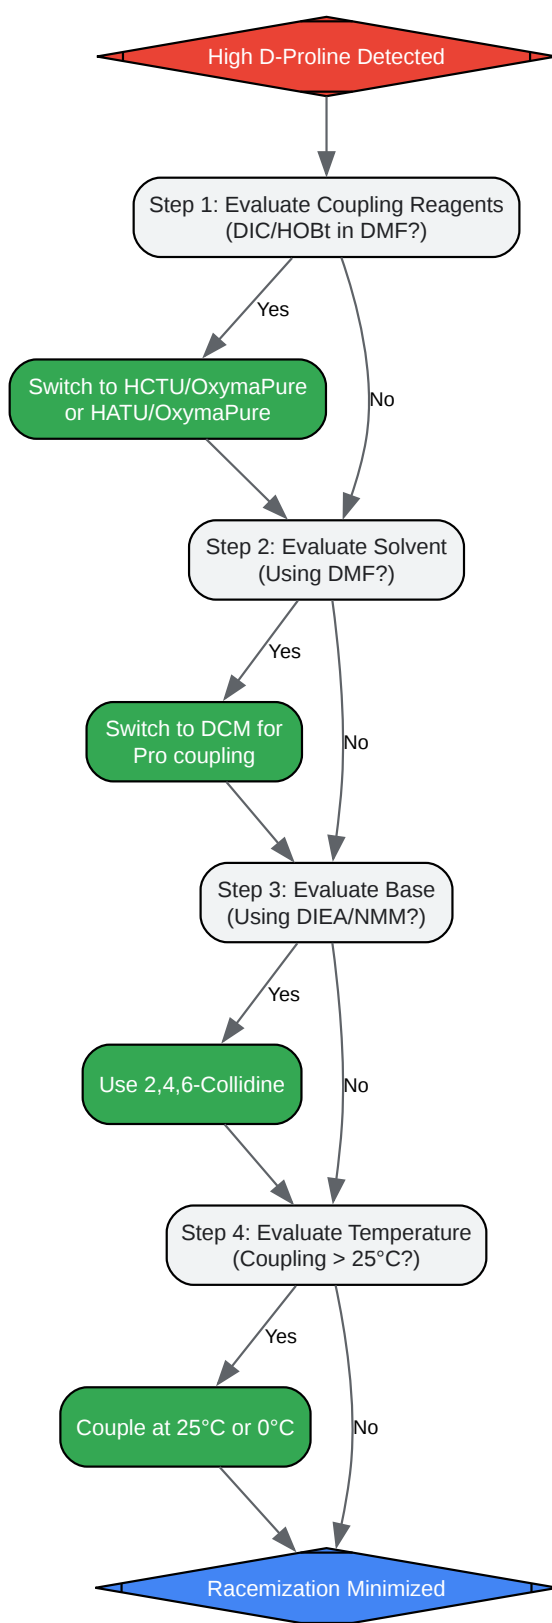 High D-Proline Detected
Step 1: Evaluate Coupling Reagents
(DIC/HOBt in DMF?)
Yes
Switch to HCTU/OxymaPure
or HATU/OxymaPure
No
Step 2: Evaluate Solvent
(Using DMF?)
Yes
Switch to DCM for
Pro coupling
No
Step 3: Evaluate Base
(Using DIEA/NMM?)
Yes
Use 2,4,6-Collidine
No
Step 4: Evaluate Temperature
(Coupling > 25°C?)
Yes
Couple at 25°C or 0°C
No
Racemization Minimized